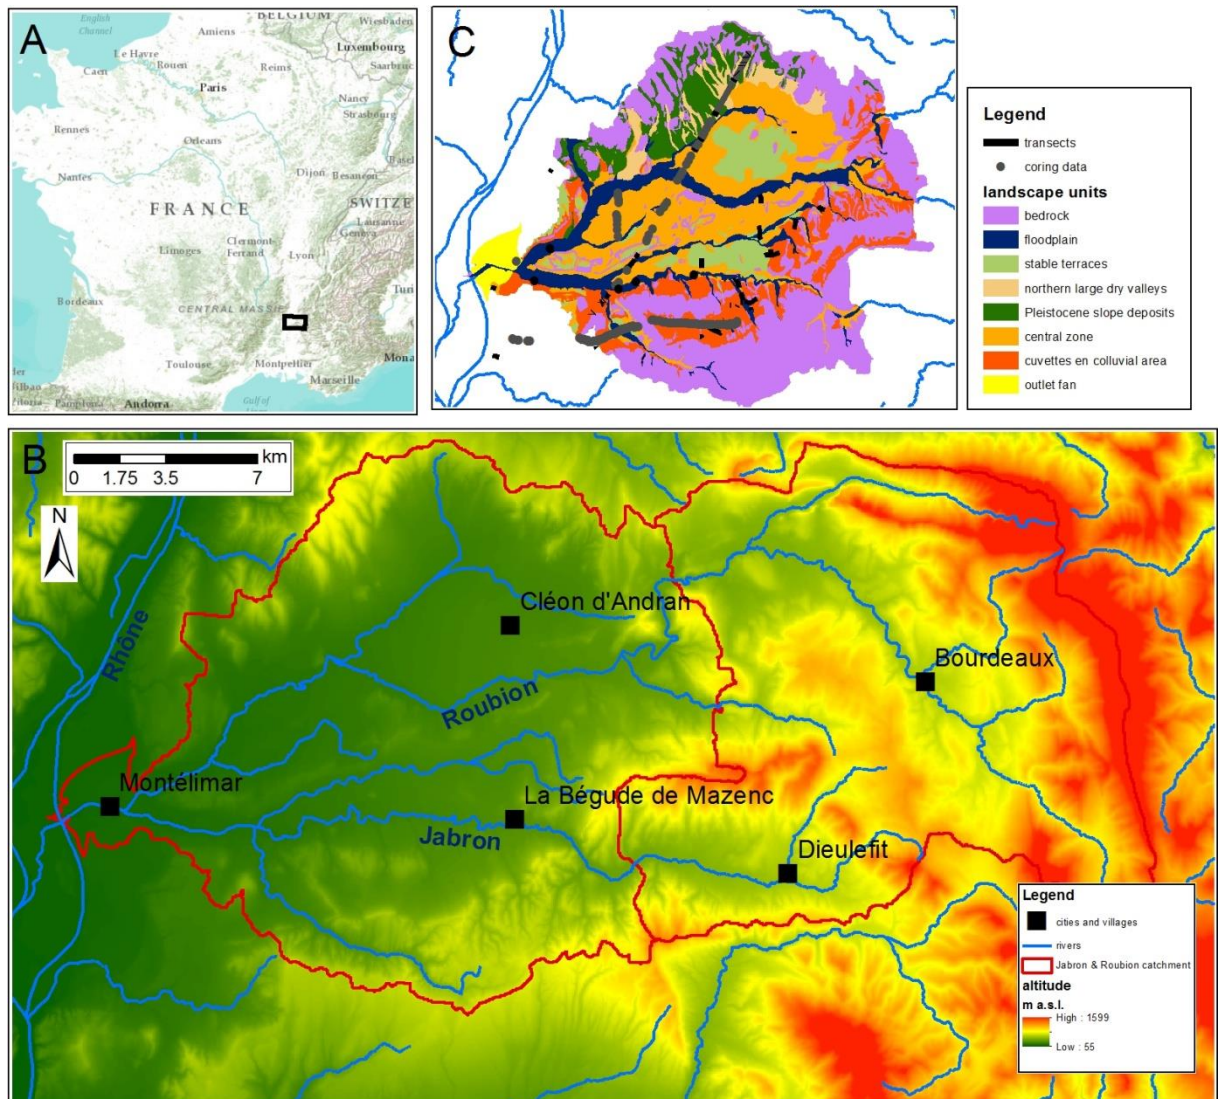 A
English
Channel
BELGIUM
Wiesbaden
Amiens
Luxembourg
Le Havre
Rouen
Caen
Reims
Saarbruc
Paris
Nancy
Strasbourg
Rennes
Orleans
Basel
Nantes
Dijon
Besançon
FRANCE
SWITZE
Lausanne
Geneva
Limoges
Clermont-
Ferrand
Lyon
Turi
Bordeaux
CENTRAL MASSIF
Toulouse
Montpellier
Mona
Marseille
Pamplona
Andorra
Gulf of
C
Legend
transects
coring data
landscape units
bedrock
floodplain
stable terraces
northern large dry valleys
Pleistocene slope deposits
central zone
cuvettes en colluvial area
outlet fan
B
km
0 1.75 3.5 7
N
Rhône
Cléon d'Andran
Bourdeaux
Roubion
Montélimar
La Bégude de Mazenc
Jabron
Dieulefit
Legend
cities and villages
rivers
Jabron & Roubion catchment
altitude
m a.s.l.
High : 1599
Low : 55